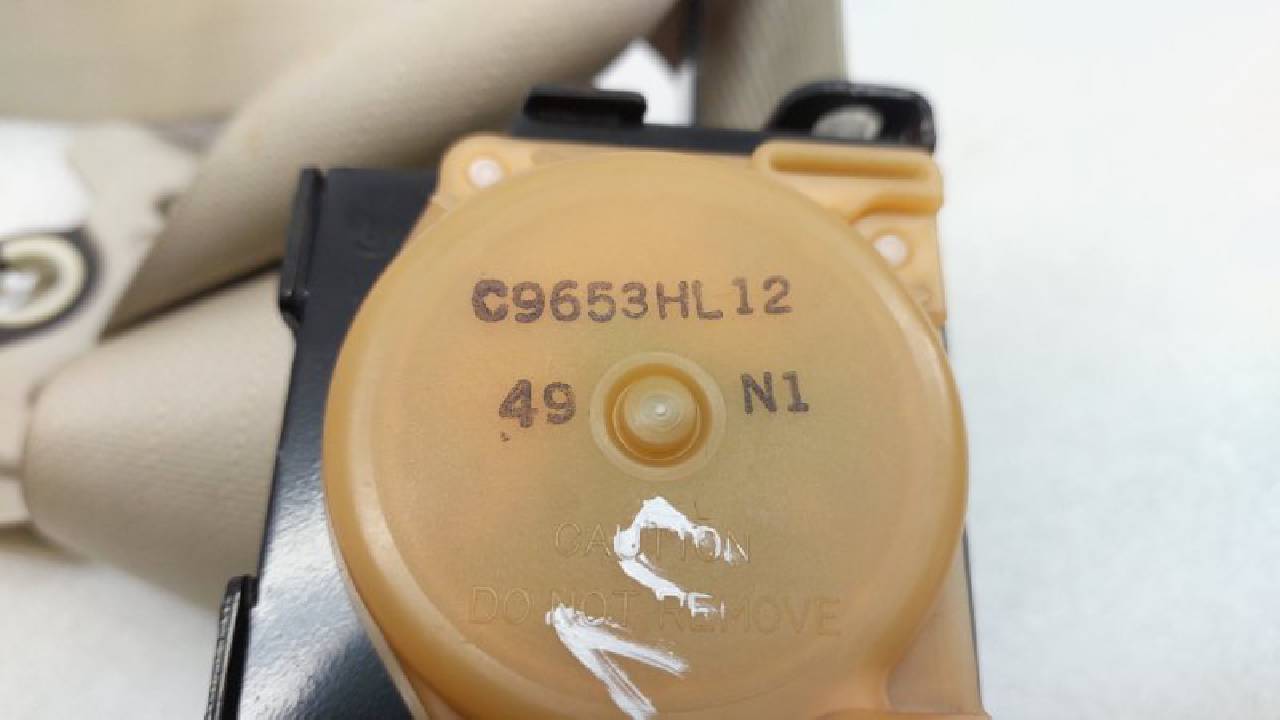 C9653HL12
49 N1
CAUTION
DO NOT REMOVE